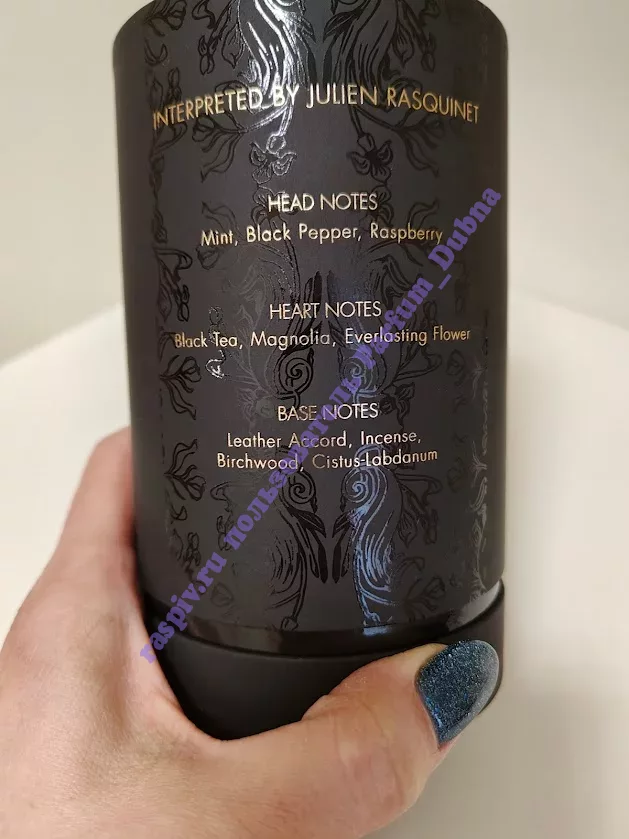 INTERPRETED BY JULIEN RASQUINET
HEAD NOTES
Mint, Black Pepper, Raspberry
HEART NOTES
Black Tea, Magnolia, Everlasting Flower
BASE NOTES
Leather Accord, Incense,
Birchwood, Cistus-Labdanum
raspiv.ru пользователь Parfum_Dubna